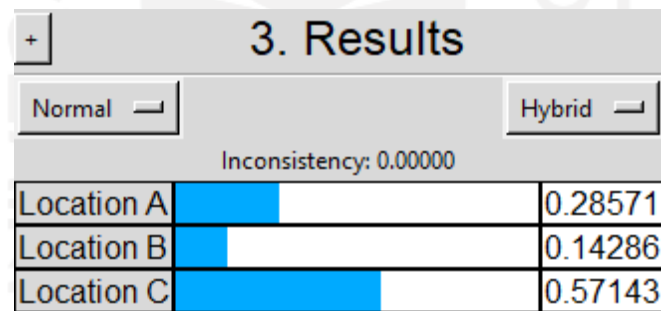 + 3. Results
Normal Hybrid
Inconsistency: 0.00000
Location A 0.28571
Location B 0.14286
Location C 0.57143